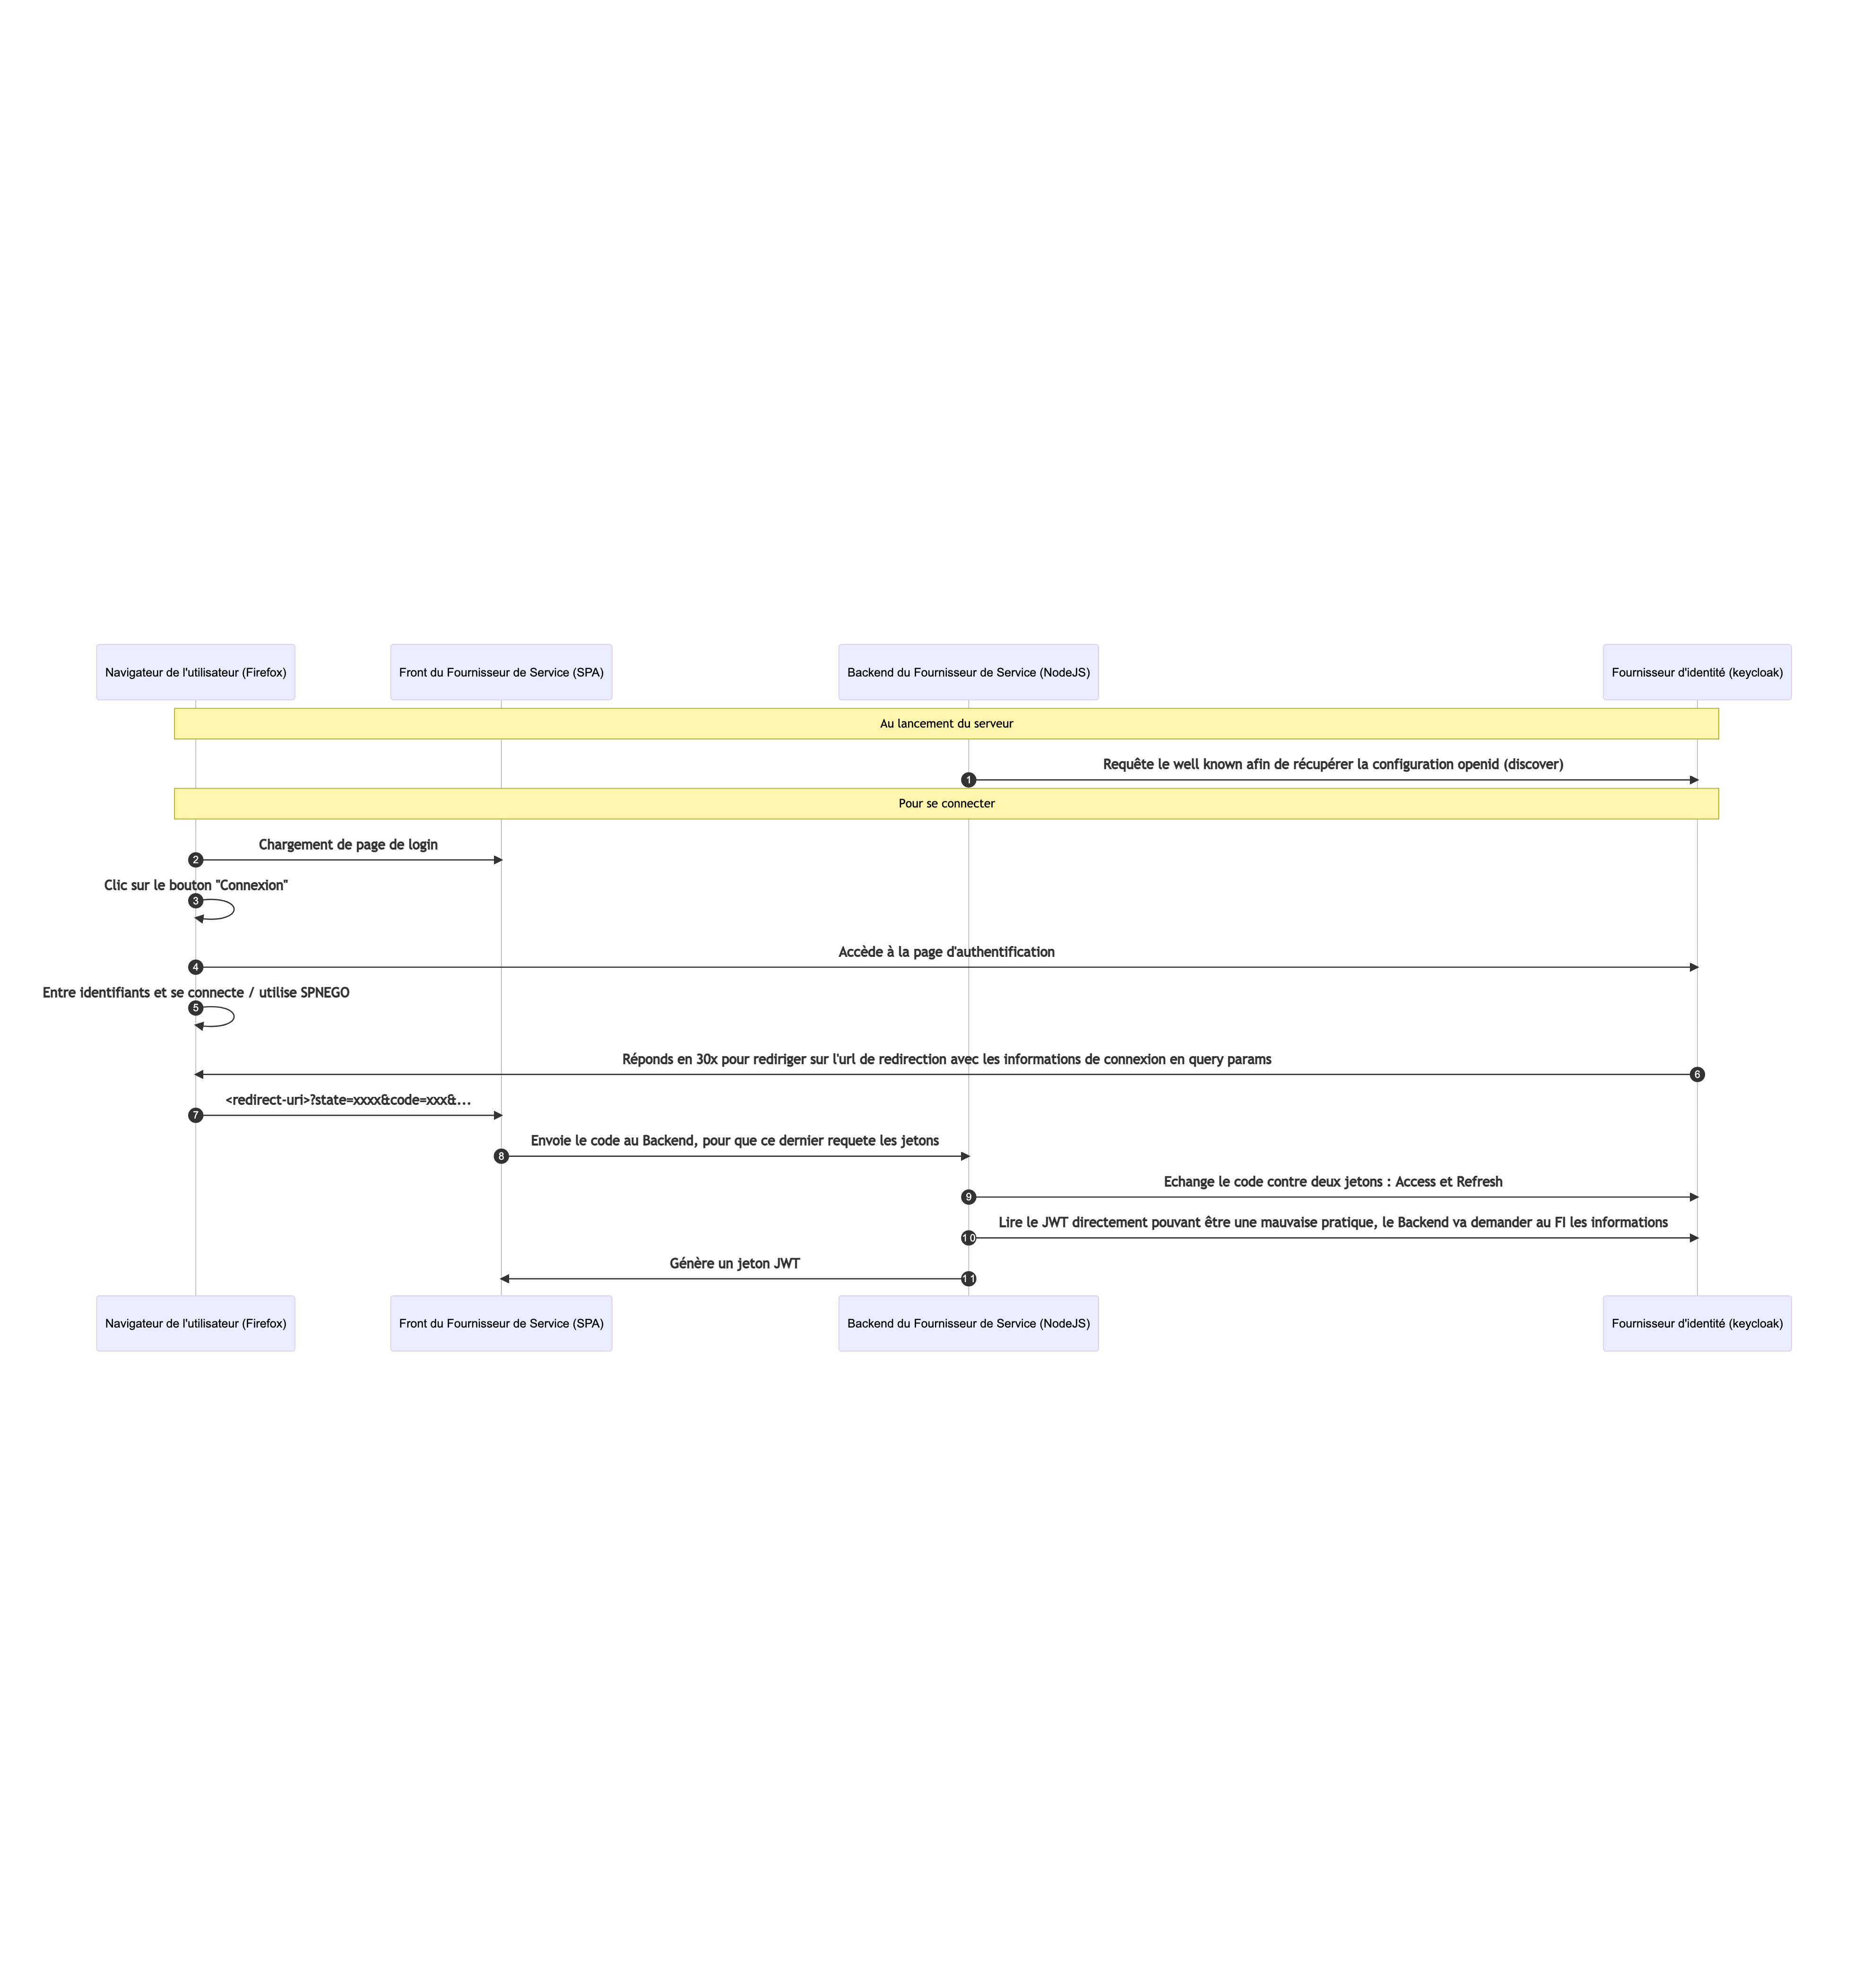 Navigateur de l'utilisateur (Firefox)
Front du Fournisseur de Service (SPA)
Backend du Fournisseur de Service (NodeJS)
Fournisseur d'identité (keycloak)
Au lancement du serveur
Requête le well known afin de récupérer la configuration openid (discover)
1
Pour se connecter
Chargement de page de login
2
Clic sur le bouton "Connexion"
3
Accède à la page d'authentification
4
Entre identifiants et se connecte / utilise SPNEGO
5
Réponds en 30x pour rediriger sur l'url de redirection avec les informations de connexion en query params
6
<redirect-uri>?state=xxxx&code=xxx&...
7
Envoie le code au Backend, pour que ce dernier requete les jetons
8
Echange le code contre deux jetons : Access et Refresh
9
Lire le JWT directement pouvant être une mauvaise pratique, le Backend va demander au FI les informations
10
Génère un jeton JWT
11
Navigateur de l'utilisateur (Firefox)
Front du Fournisseur de Service (SPA)
Backend du Fournisseur de Service (NodeJS)
Fournisseur d'identité (keycloak)